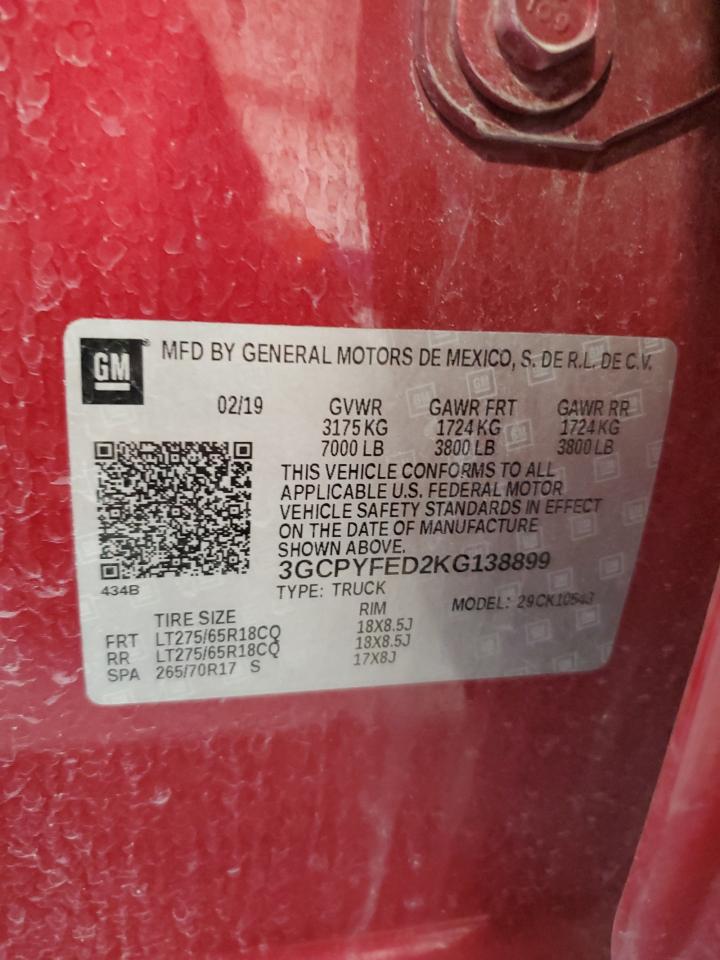 109
GM
MFD BY GENERAL MOTORS DE MEXICO, S. DE R.L. DE C.V.
02/19 GVWR GAWR FRT GAWR RR
3175 KG 1724 KG 1724 KG
7000 LB 3800 LB 3800 LB
THIS VEHICLE CONFORMS TO ALL
APPLICABLE U.S. FEDERAL MOTOR
VEHICLE SAFETY STANDARDS IN EFFECT
ON THE DATE OF MANUFACTURE
SHOWN ABOVE.
434B
3GCPYFED2KG138899
TYPE: TRUCK MODEL: 29CK10543
TIRE SIZE RIM
FRT LT275/65R18CQ 18X8.5J
RR LT275/65R18CQ 18X8.5J
SPA 265/70R17 S 17X8J